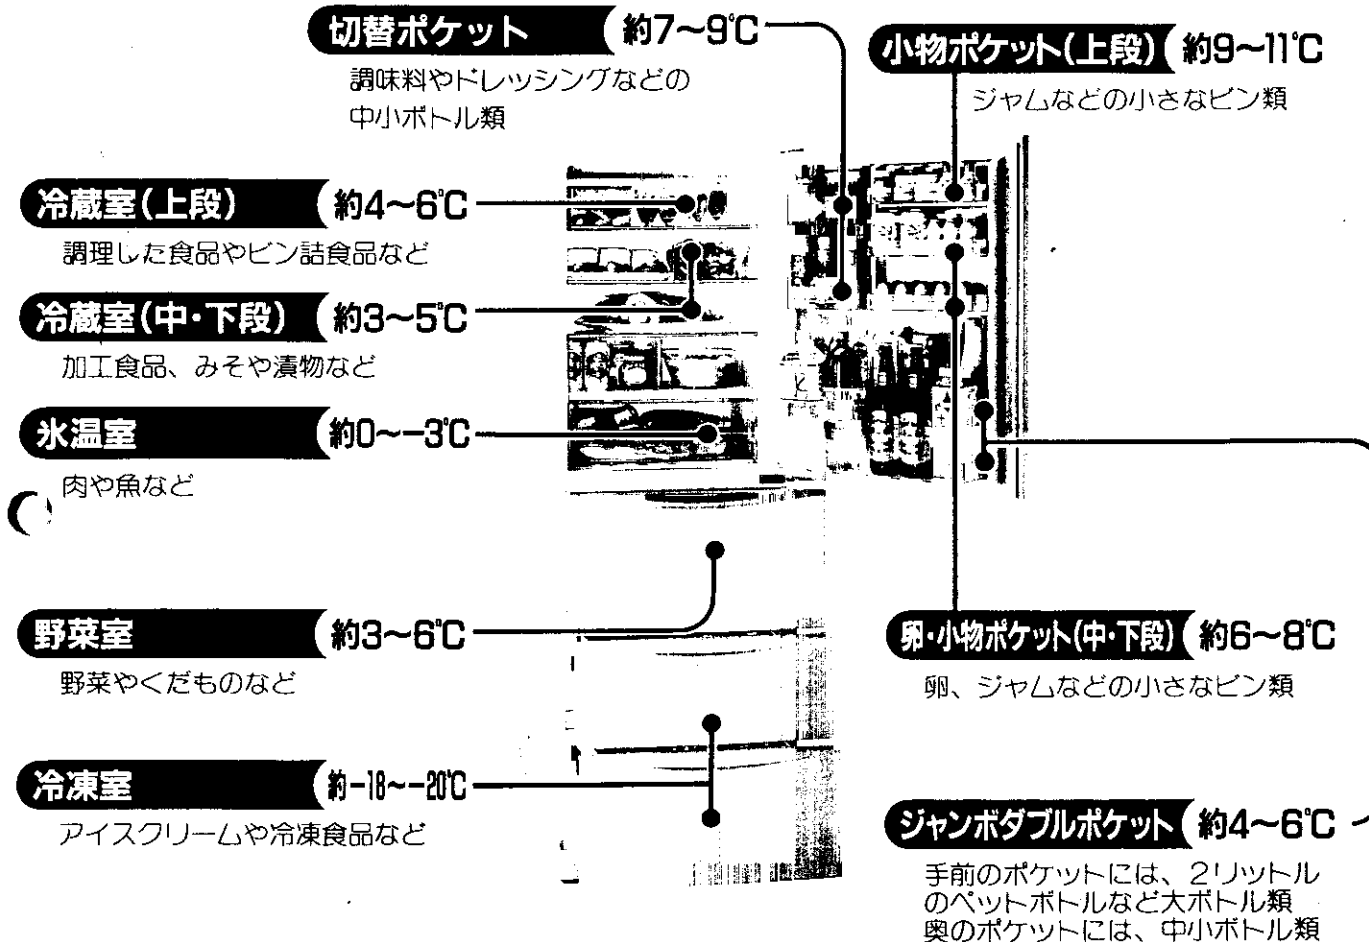 切替ポケット 約7～9℃
調味料やドレッシングなどの
中小ボトル類
小物ポケット(上段) 約9～11℃
ジャムなどの小さなビン類
冷蔵室(上段) 約4～6℃
調理した食品やビン詰食品など
冷蔵室(中・下段) 約3～5℃
加工食品、みそや漬物など
氷温室 約0～-3℃
肉や魚など
野菜室 約3～6℃
野菜やくだものなど
卵・小物ポケット(中・下段) 約6～8℃
卵、ジャムなどの小さなビン類
冷凍室 約-18～-20℃
アイスクリームや冷凍食品など
ジャンボダブルポケット 約4～6℃
手前のポケットには、2リットル
のペットボトルなど大ボトル類
奥のポケットには、中小ボトル類